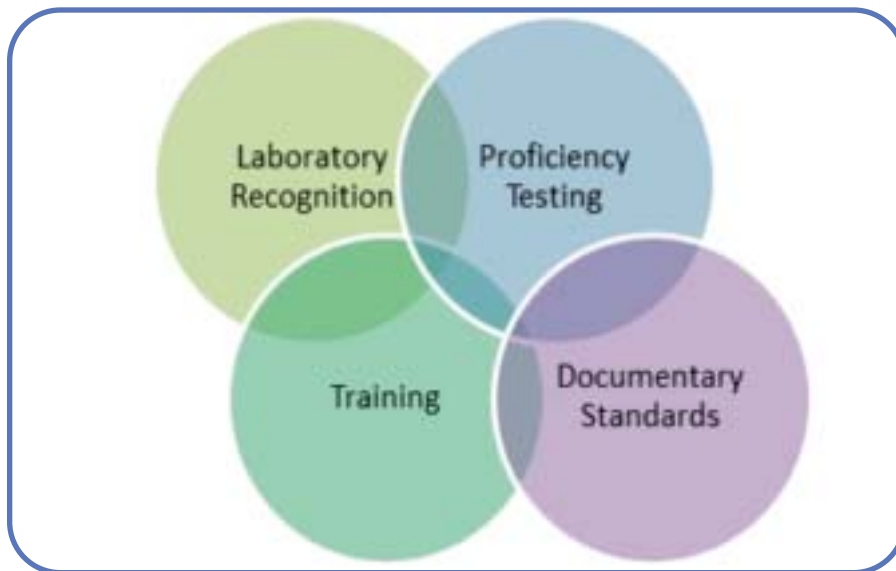 Laboratory
Recognition
Proficiency
Testing
Training
Documentary
Standards